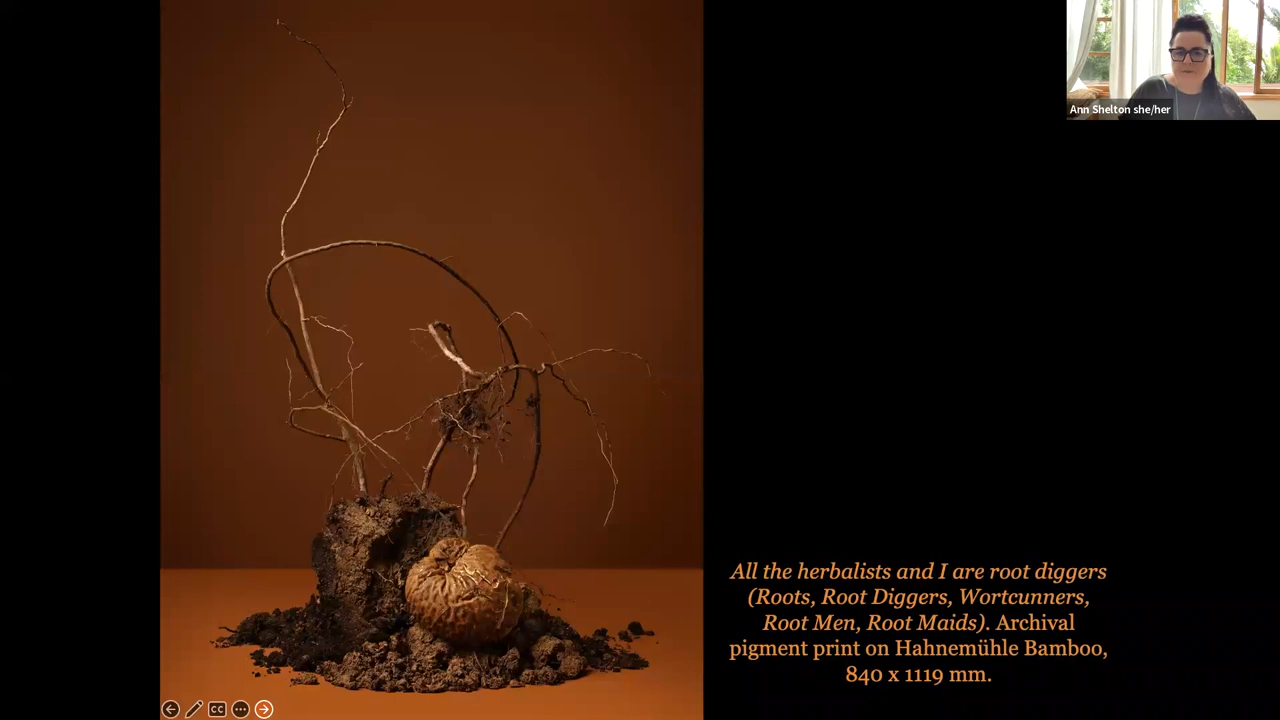 Ann Shelton she/her
All the herbalists and I are root diggers
(Roots, Root Diggers, Wortcunners,
Root Men, Root Maids). Archival
pigment print on Hahnemühle Bamboo,
840 x 1119 mm.
CC